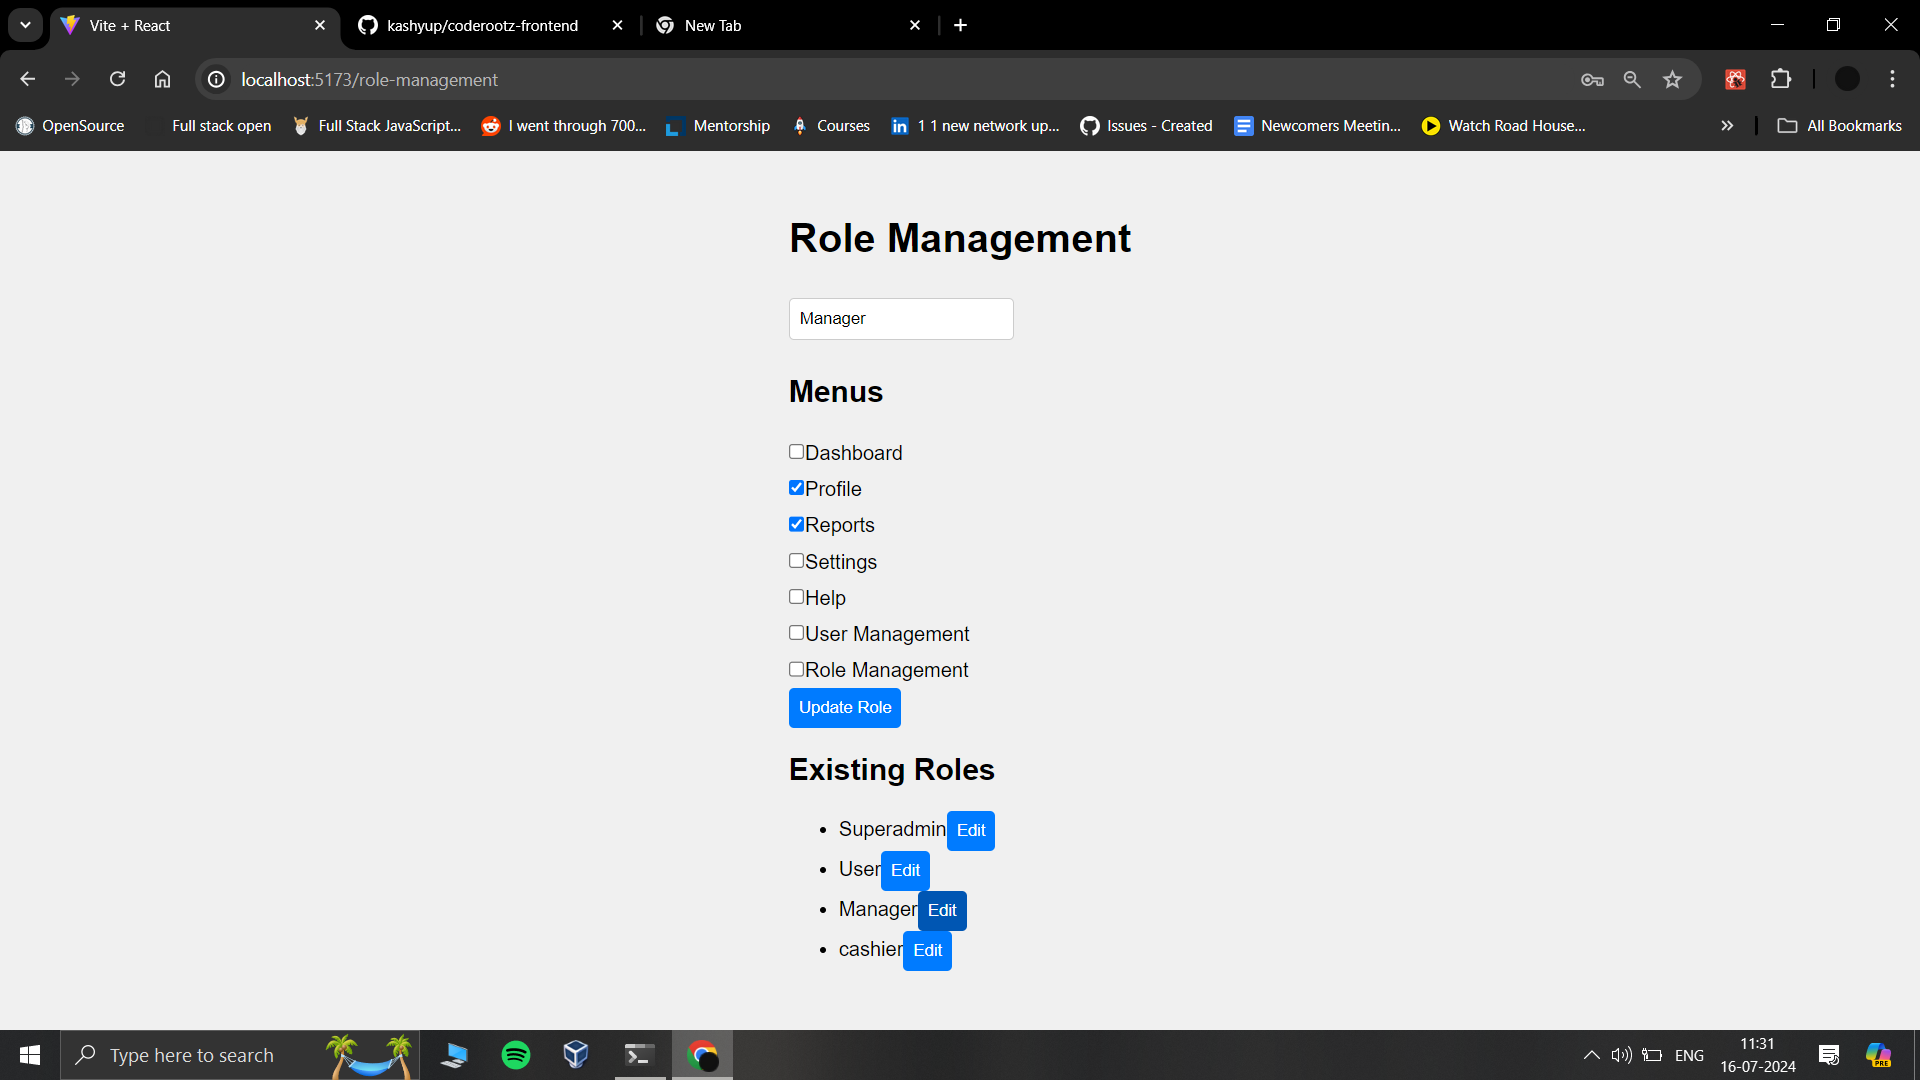 Vite + React
kashyup/coderootz-frontend
New Tab
localhost:5173/role-management
OpenSource
Full stack open
Full Stack JavaScript...
I went through 700...
Mentorship
Courses
1 1 new network up...
Issues - Created
Newcomers Meetin...
Watch Road House...
All Bookmarks
Role Management
Manager
Menus
Dashboard
Profile
Reports
Settings
Help
User Management
Role Management
Update Role
Existing Roles
Superadmin Edit
User Edit
Manager Edit
cashier Edit
Type here to search
ENG
11:31
16-07-2024
PRE